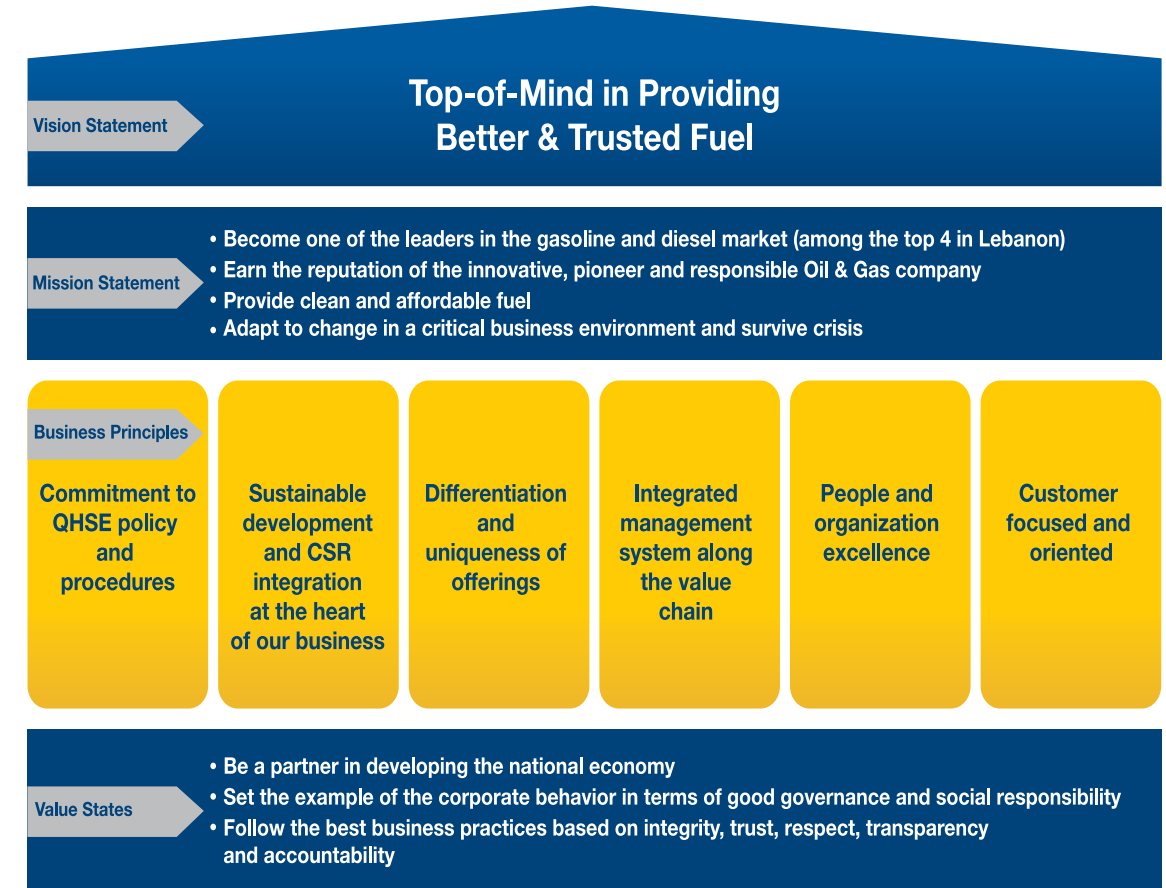 Vision Statement
Top-of-Mind in Providing
Better & Trusted Fuel
Mission Statement
• Become one of the leaders in the gasoline and diesel market (among the top 4 in Lebanon)
• Earn the reputation of the innovative, pioneer and responsible Oil & Gas company
• Provide clean and affordable fuel
• Adapt to change in a critical business environment and survive crisis
Business Principles
Commitment to
QHSE policy
and
procedures
Sustainable
development
and CSR
integration
at the heart
of our business
Differentiation
and
uniqueness of
offerings
Integrated
management
system along
the value
chain
People and
organization
excellence
Customer
focused and
oriented
Value States
• Be a partner in developing the national economy
• Set the example of the corporate behavior in terms of good governance and social responsibility
• Follow the best business practices based on integrity, trust, respect, transparency
and accountability